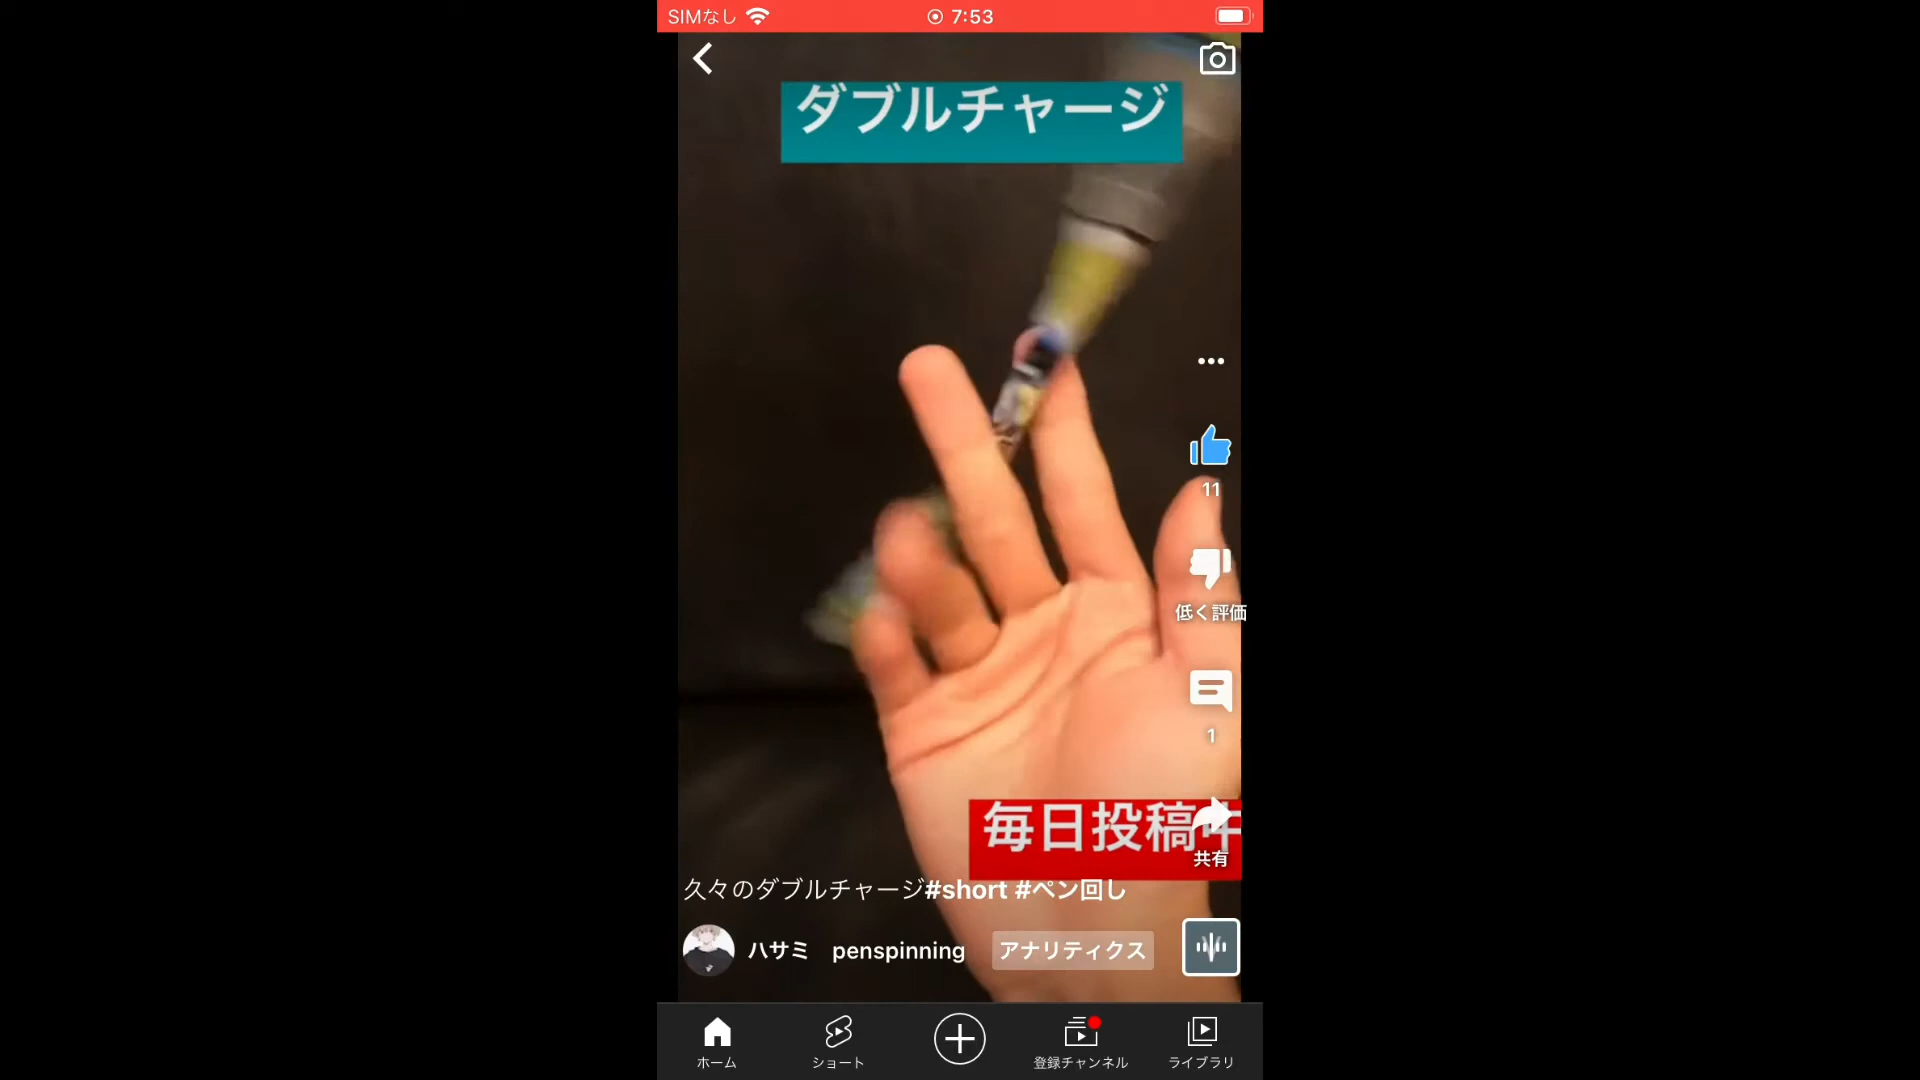 SIMなし 7:53
ダブルチャージ
11
低く評価
1
毎日投稿
共有
久々のダブルチャージ#short #ペン回し
ハサミ penspinning アナリティクス
ホーム ショート 登録チャンネル ライブラリ